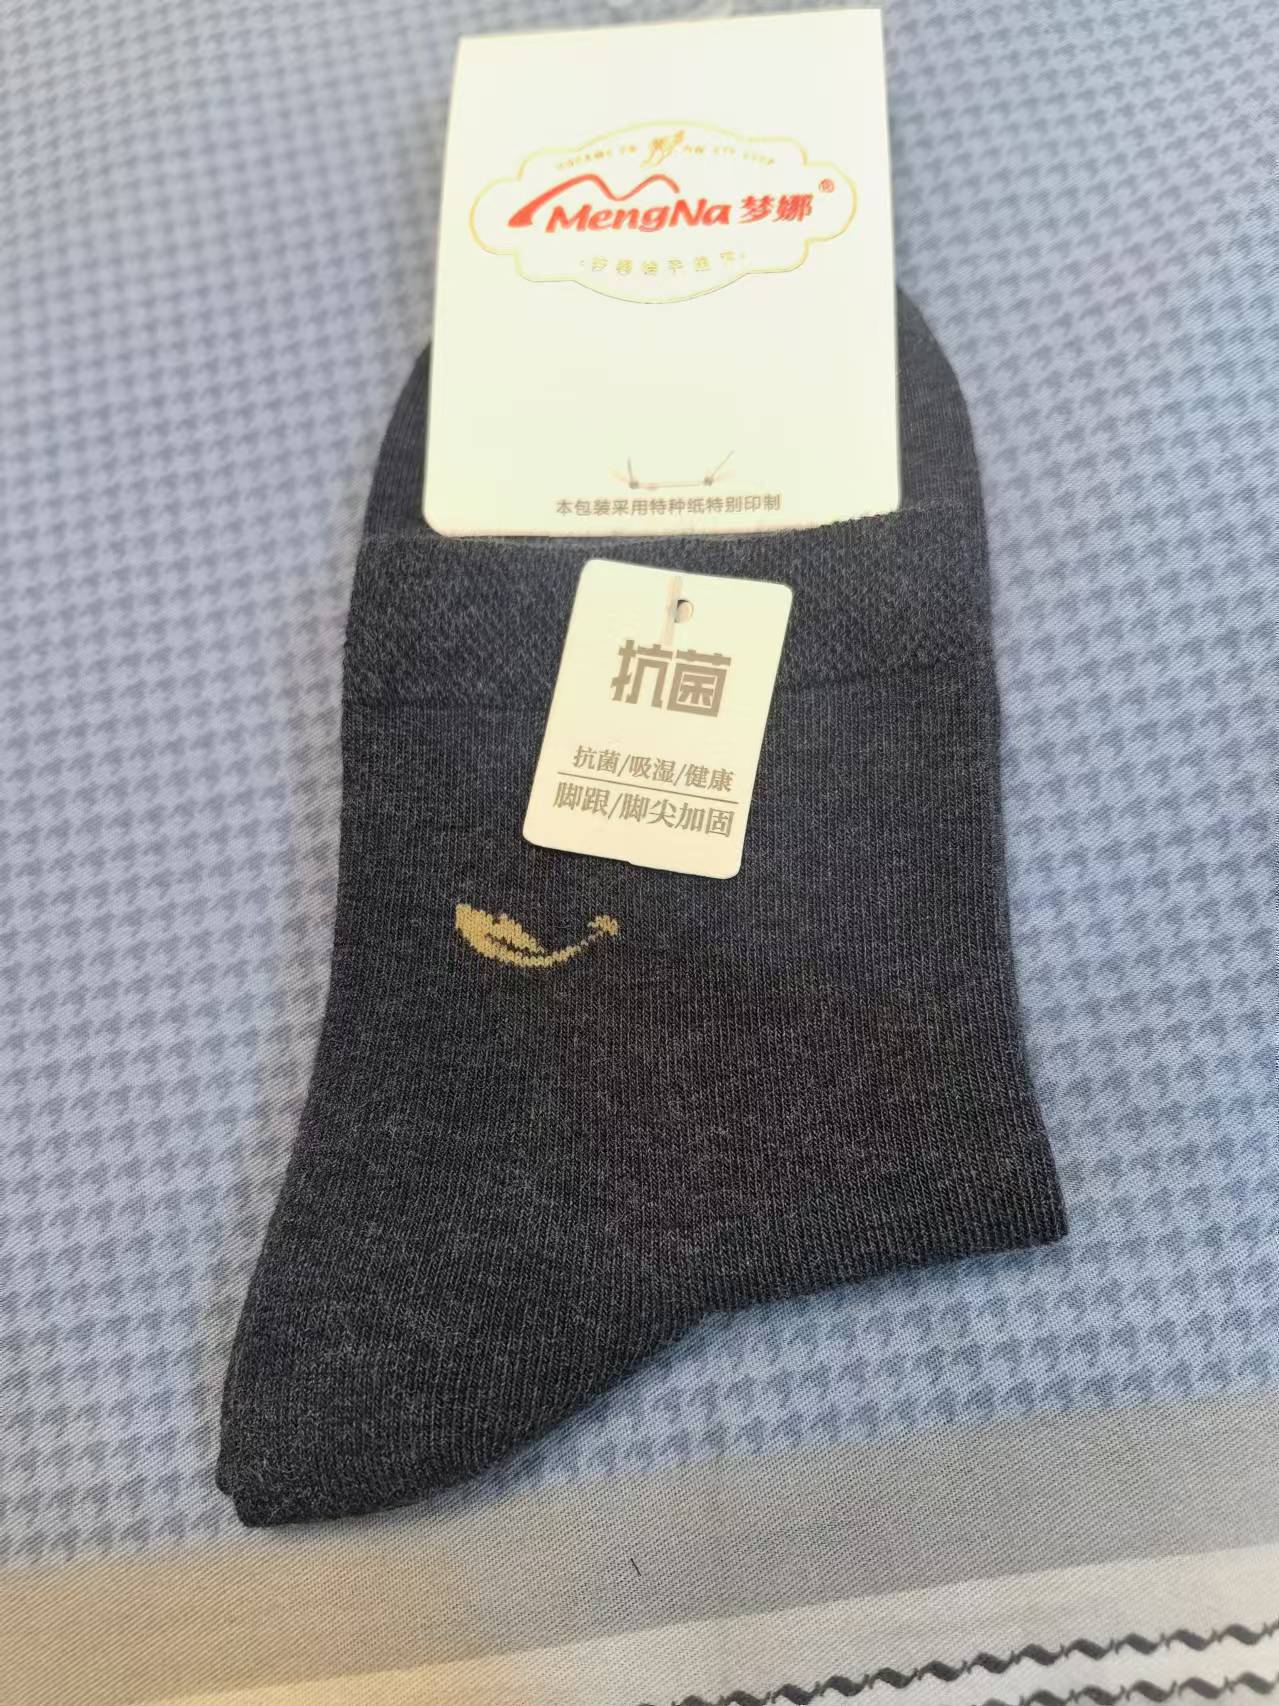 MengNa 梦娜®
本包装采用特种纸特别印制
抗菌
抗菌/吸湿/健康
脚跟/脚尖加固